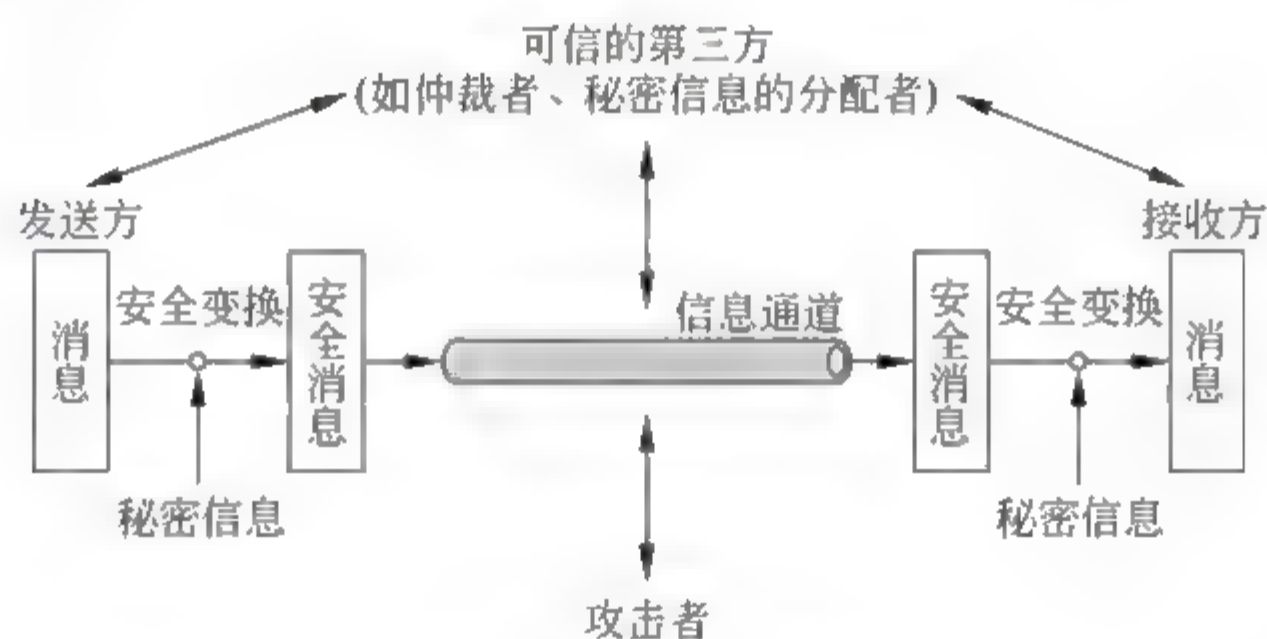 可信的第三方
(如仲裁者、秘密信息的分配者)
发送方
接收方
消息
安全变换
安全消息
信息通道
安全消息
安全变换
消息
秘密信息
秘密信息
攻击者